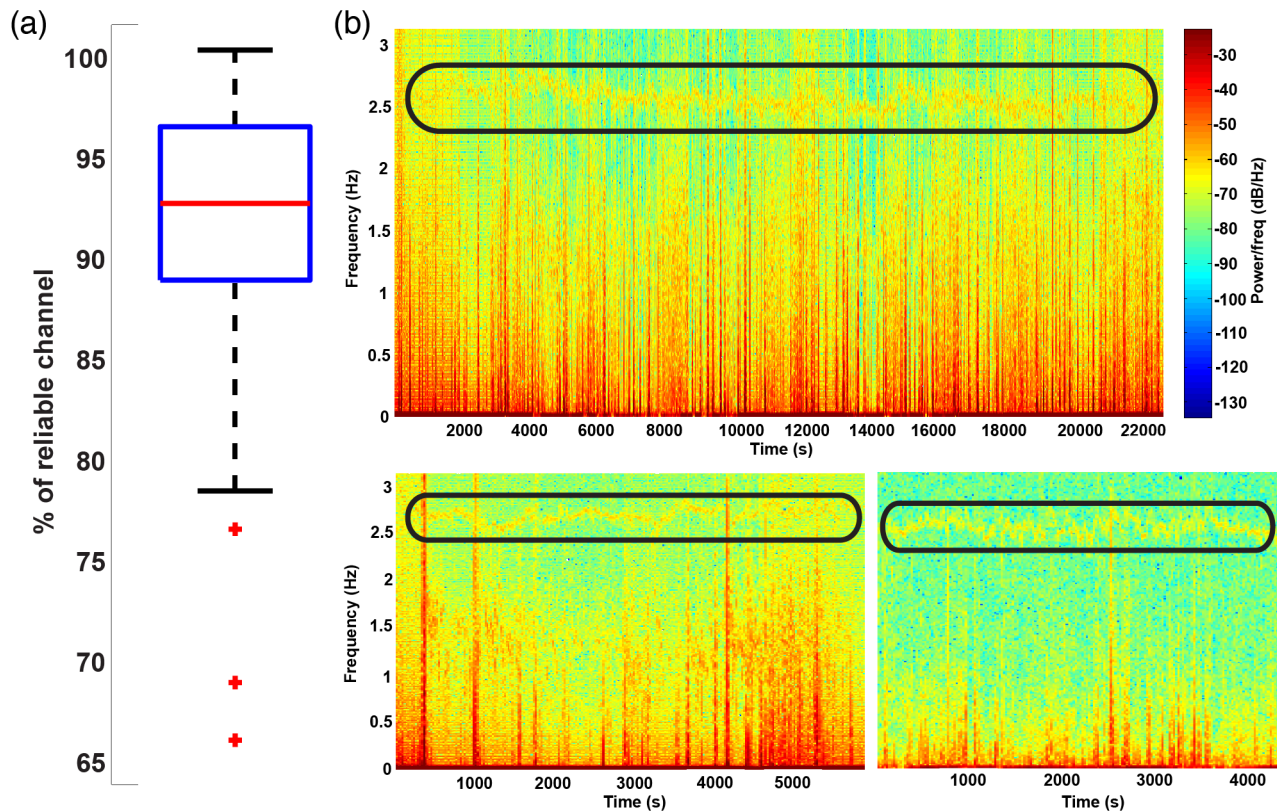 (a)
% of reliable channel
100
95
90
85
80
75
70
65
(b)
Frequency (Hz)
3
2.5
2
1.5
1
0.5
0
2000 4000 6000 8000 10000 12000 14000 16000 18000 20000 22000
Time (s)
Power/freq (dB/Hz)
-30
-40
-50
-60
-70
-80
-90
-100
-110
-120
-130
Frequency (Hz)
3
2.5
2
1.5
1
0.5
0
1000 2000 3000 4000 5000
Time (s)
1000 2000 3000 4000
Time (s)